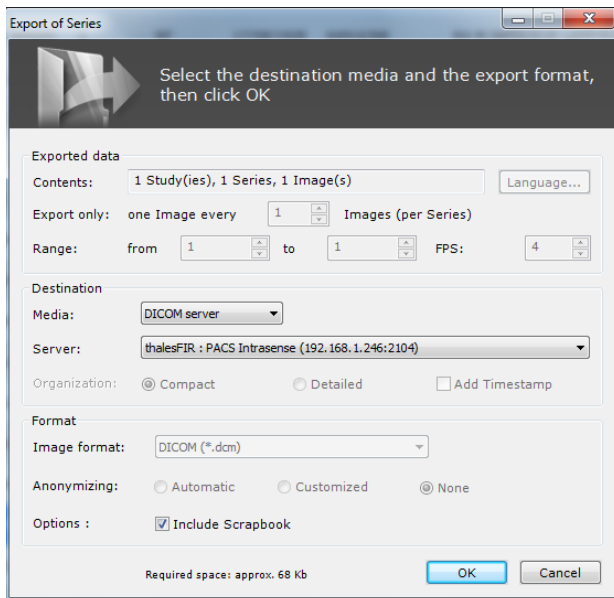 Export of Series
Select the destination media and the export format,
then click OK
Exported data
Contents: 1 Study(ies), 1 Series, 1 Image(s) Language...
Export only: one Image every 1 Images (per Series)
Range: from 1 to 1 FPS: 4
Destination
Media: DICOM server
Server: thalesFIR : PACS Intrasense (192.168.1.246:2104)
Organization: Compact Detailed Add Timestamp
Format
Image format: DICOM (*.dcm)
Anonymizing: Automatic Customized None
Options : Include Scrapbook
Required space: approx. 68 Kb OK Cancel